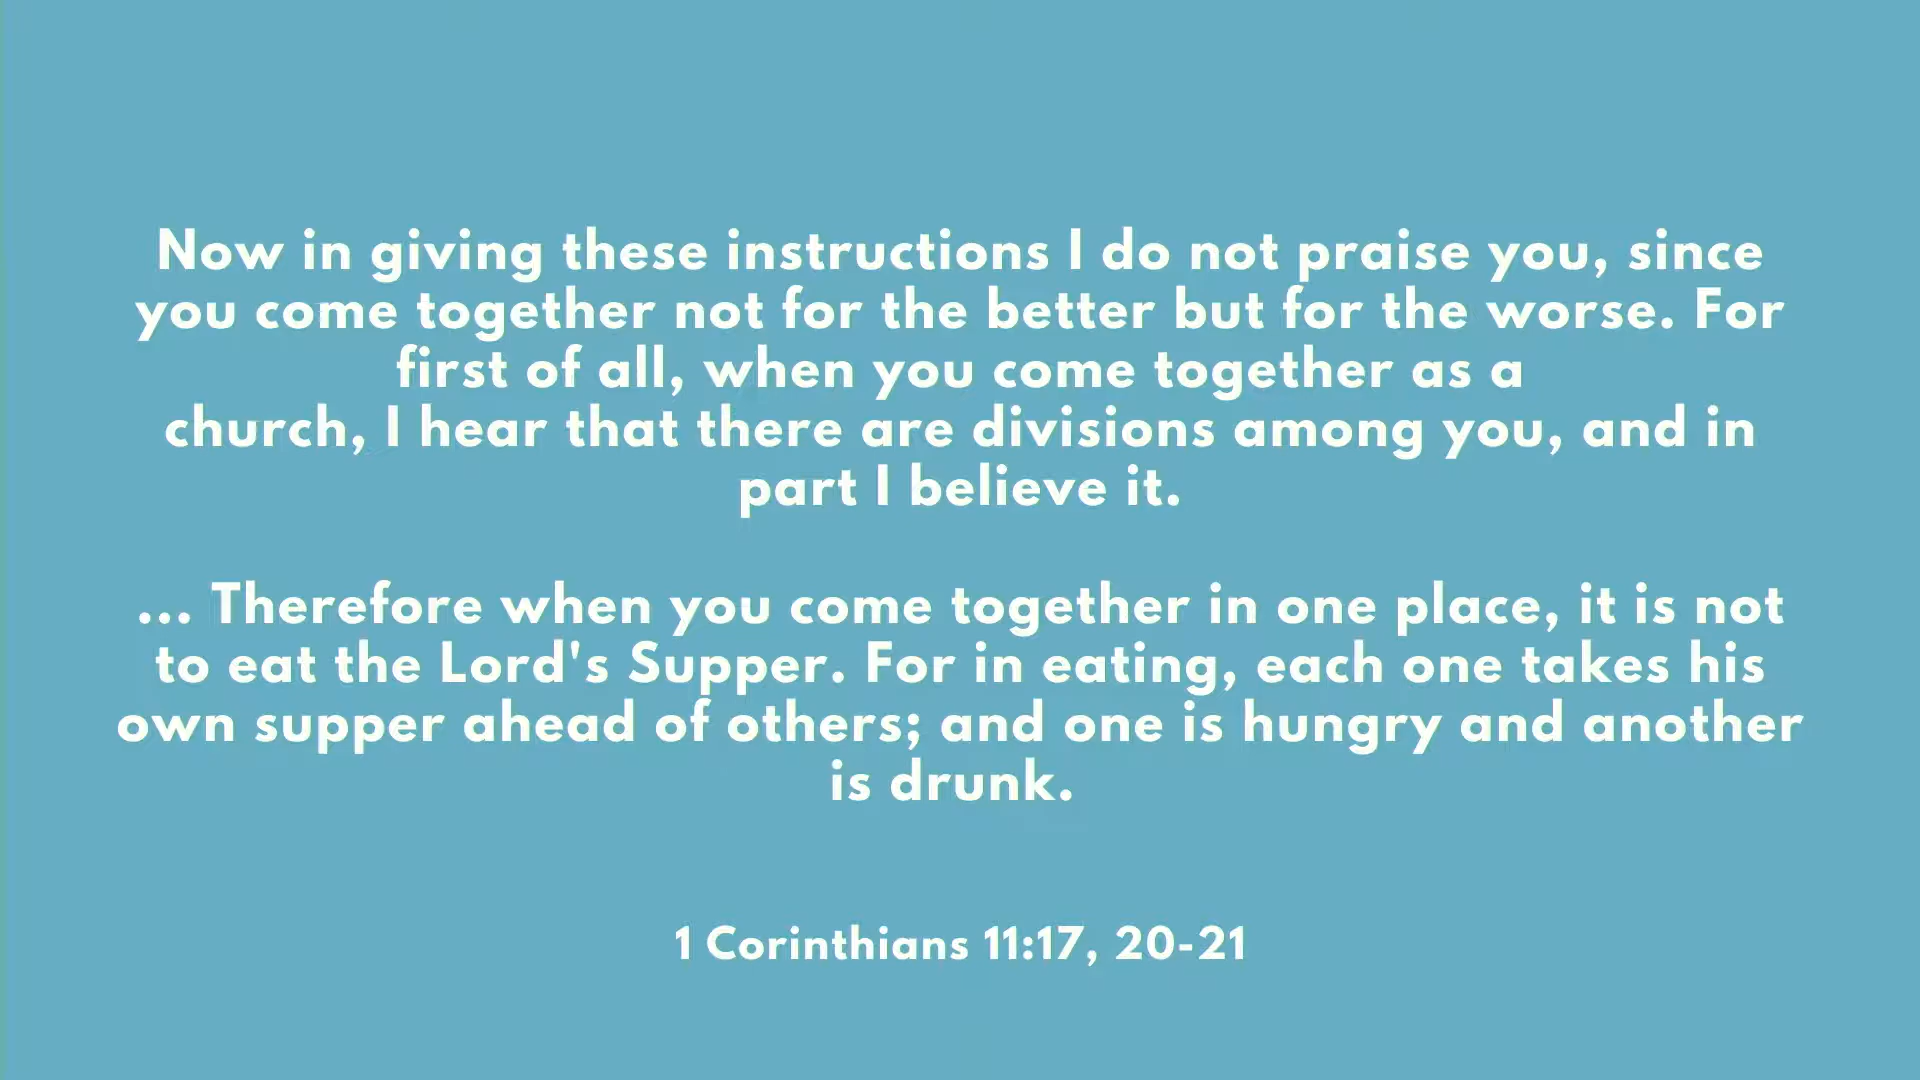 Now in giving these instructions I do not praise you, since
you come together not for the better but for the worse. For
first of all, when you come together as a
church, I hear that there are divisions among you, and in
part I believe it.
... Therefore when you come together in one place, it is not
to eat the Lord's Supper. For in eating, each one takes his
own supper ahead of others; and one is hungry and another
is drunk.
1 Corinthians 11:17, 20-21